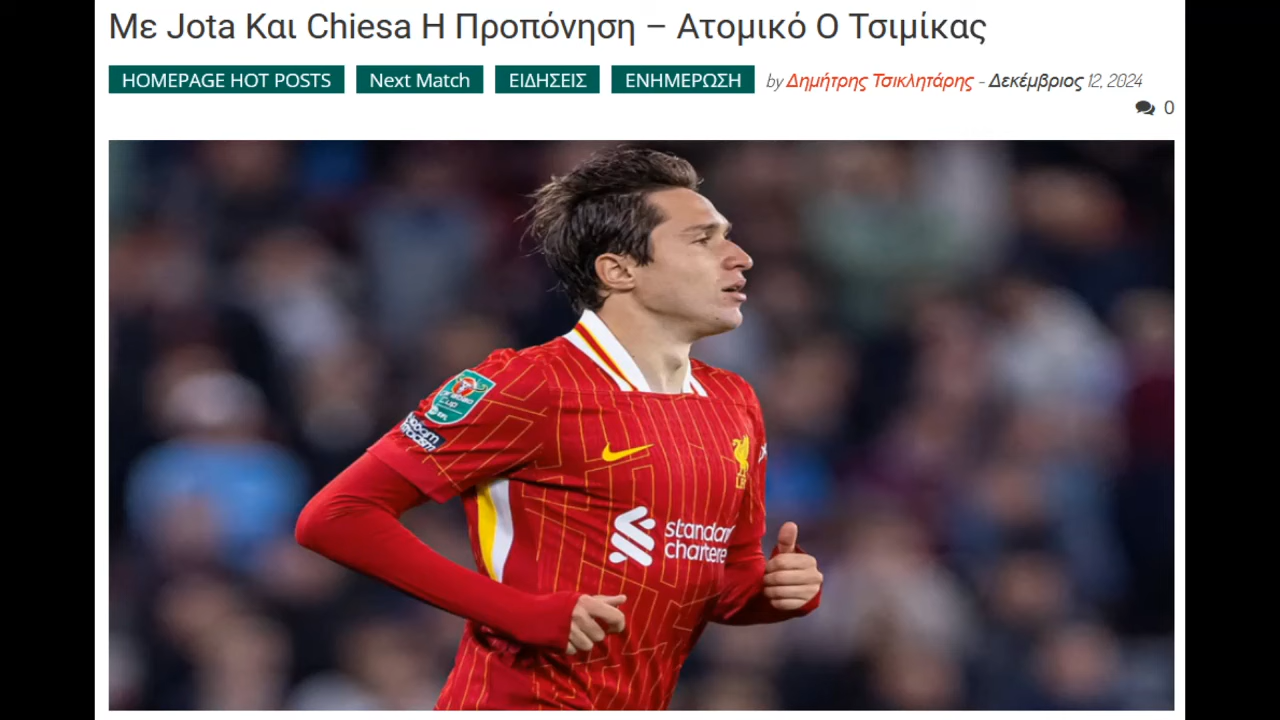 Με Jota Και Chiesa Η Προπόνηση – Ατομικό Ο Τσιμίκας
HOMEPAGE HOT POSTS Next Match ΕΙΔΗΣΕΙΣ ΕΝΗΜΕΡΩΣΗ by Δημήτρης Τσικλητάρης - Δεκέμβριος 12, 2024
0
standard
chartere